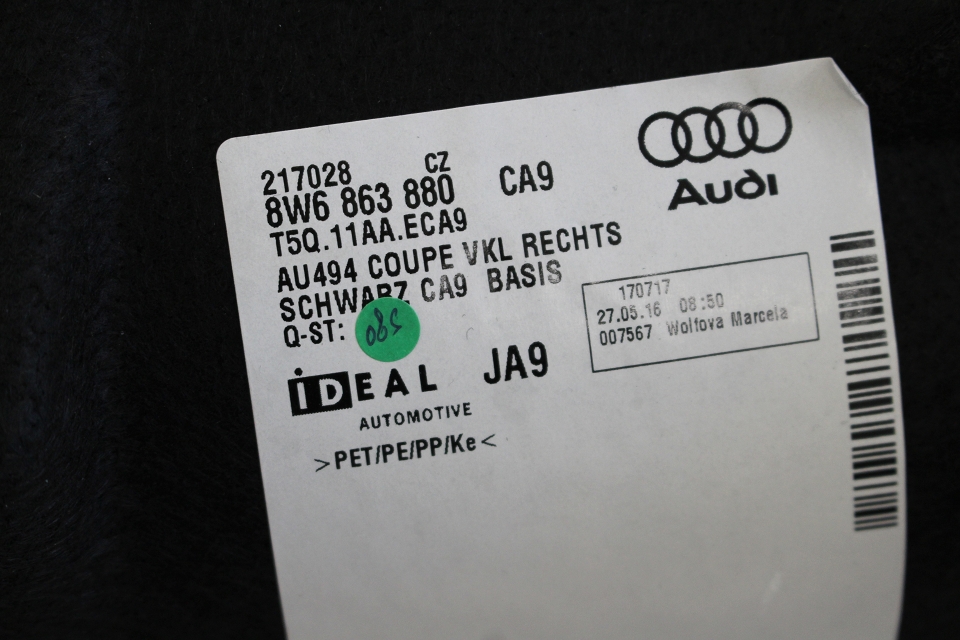 217028 CZ
8W6 863 880 CA9
T5Q.11AA.ECA9
AU494 COUPE VKL RECHTS
SCHWARZ CA9 BASIS
Q-ST:
Audi
170717
27.05.16 08:50
007567 Wolfova Marcela
iDEAL JA9
AUTOMOTIVE
>PET/PE/PP/Ke<